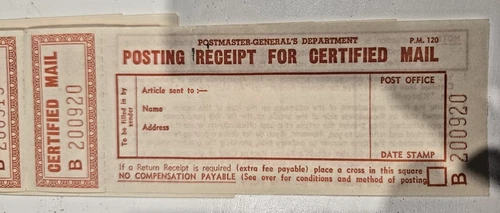 POSTMASTER-GENERAL'S DEPARTMENT P.M. 120
POSTING RECEIPT FOR CERTIFIED MAIL
POST OFFICE
Article sent to :—
To be filled in by
sender
Name
Address
DATE STAMP
If a Return Receipt is required (extra fee payable) place a cross in this square
NO COMPENSATION PAYABLE (See over for conditions and method of posting)
B 200920
CERTIFIED MAIL
B 200920